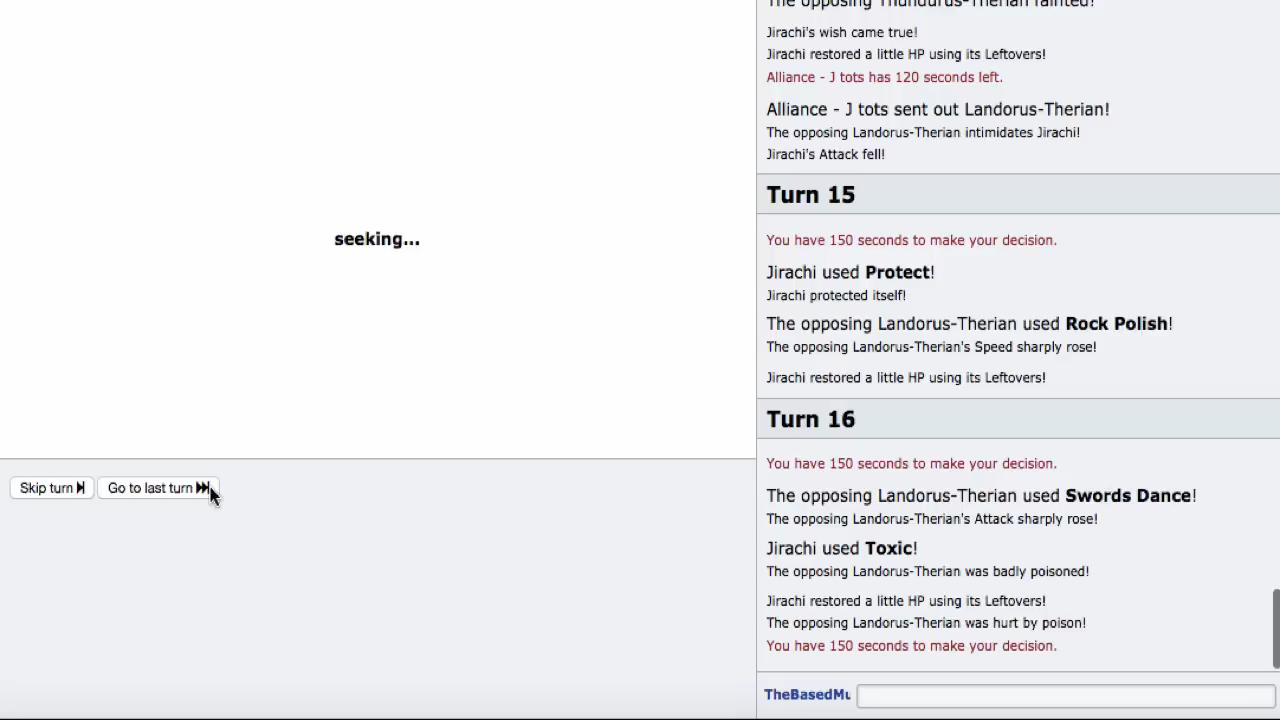 seeking...
Skip turn
Go to last turn
The opposing Thundurus-Therian fainted!
Jirachi's wish came true!
Jirachi restored a little HP using its Leftovers!
Alliance - J tots has 120 seconds left.
Alliance - J tots sent out Landorus-Therian!
The opposing Landorus-Therian intimidates Jirachi!
Jirachi's Attack fell!
Turn 15
You have 150 seconds to make your decision.
Jirachi used Protect!
Jirachi protected itself!
The opposing Landorus-Therian used Rock Polish!
The opposing Landorus-Therian's Speed sharply rose!
Jirachi restored a little HP using its Leftovers!
Turn 16
You have 150 seconds to make your decision.
The opposing Landorus-Therian used Swords Dance!
The opposing Landorus-Therian's Attack sharply rose!
Jirachi used Toxic!
The opposing Landorus-Therian was badly poisoned!
Jirachi restored a little HP using its Leftovers!
The opposing Landorus-Therian was hurt by poison!
You have 150 seconds to make your decision.
TheBasedMu